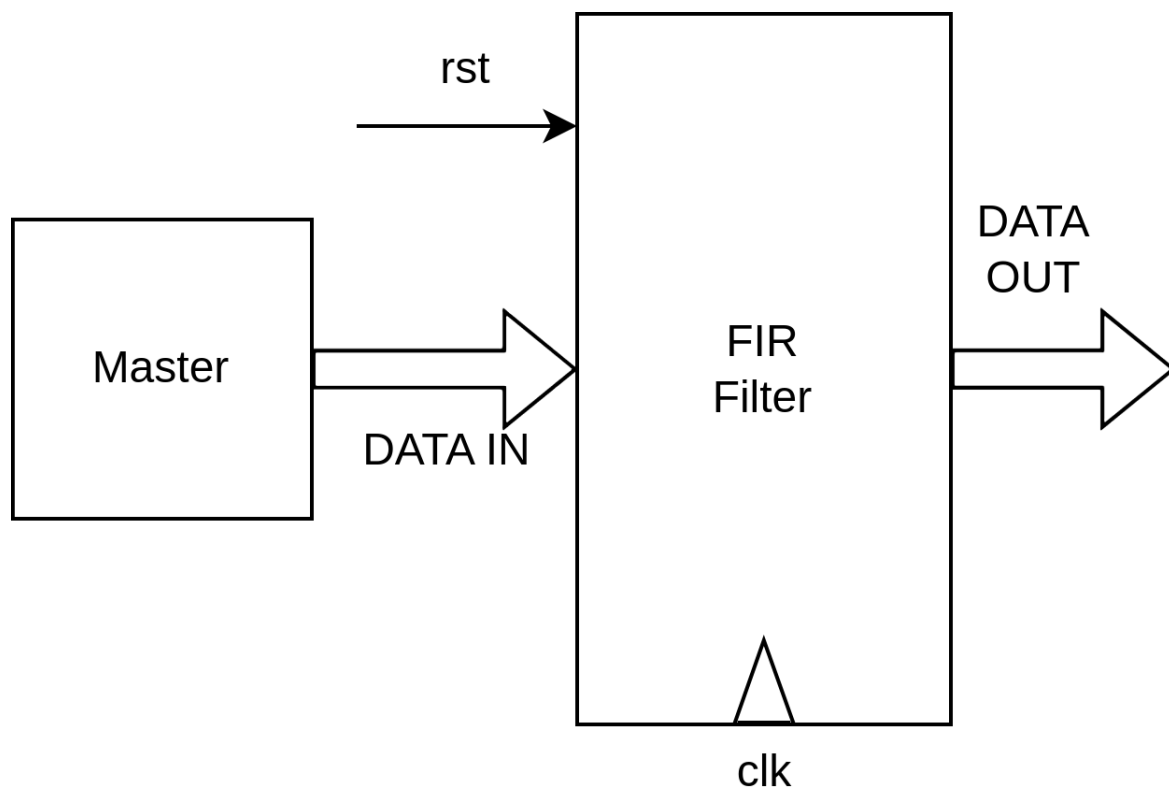 rst
Master
DATA IN
FIR
Filter
DATA
OUT
clk